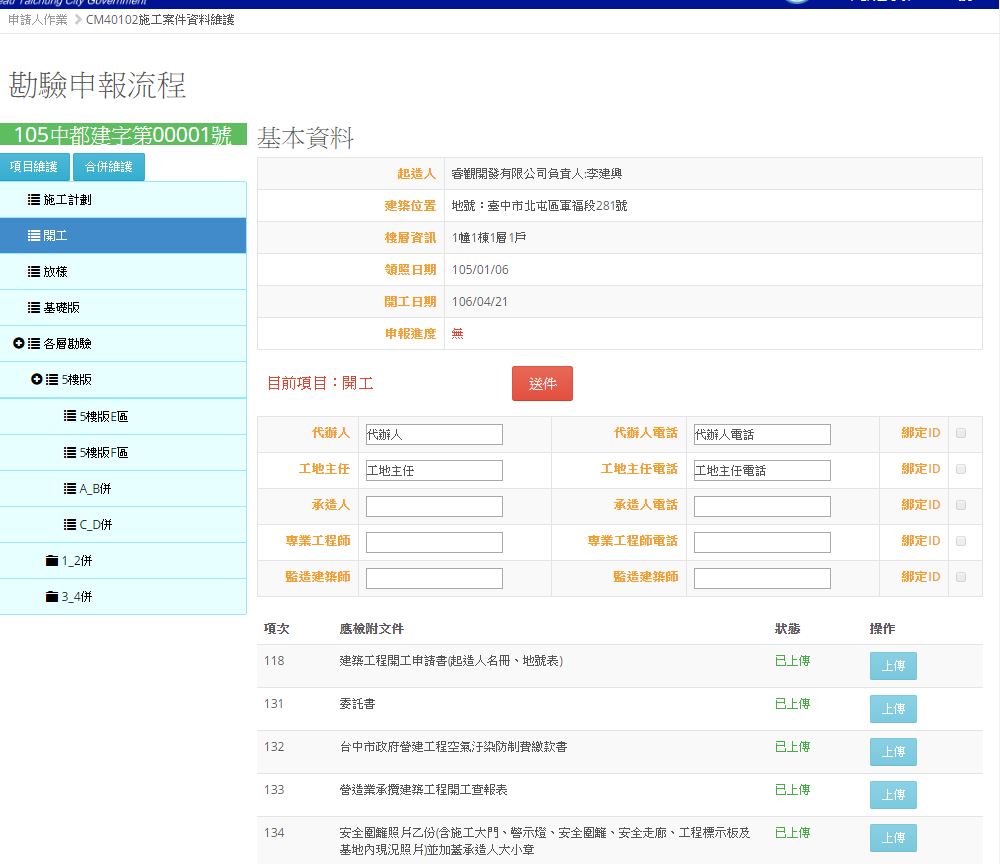 eau Taichung City Government
申請人作業 CM40102施工案件資料維護
勘驗申報流程
105中都建字第00001號
項目維護 合併維護
施工計劃
開工
放樣
基礎版
各層勘驗
5樓版
5樓版E區
5樓版F區
A_B併
C_D併
1_2併
3_4併
基本資料
起造人 睿觀開發有限公司負責人:李建興
建築位置 地號：臺中市北屯區軍福段281號
樓層資訊 1幢1棟1層1戶
領照日期 105/01/06
開工日期 106/04/21
申報進度 無
目前項目：開工 送件
代辦人 代辦人 代辦人電話 代辦人電話 綁定ID
工地主任 工地主任 工地主任電話 工地主任電話 綁定ID
承造人 承造人電話 綁定ID
專業工程師 專業工程師電話 綁定ID
監造建築師 監造建築師 綁定ID
項次 應檢附文件 狀態 操作
118 建築工程開工申請書(起造人名冊、地號表) 已上傳 上傳
131 委託書 已上傳 上傳
132 台中市政府營建工程空氣汙染防制費繳款書 已上傳 上傳
133 營造業承攬建築工程開工查報表 已上傳 上傳
134 安全圍籬照片乙份(含施工大門、警示燈、安全圍籬、安全走廊、工程標示板及 已上傳 上傳
基地內現況照片)並加蓋承造人大小章